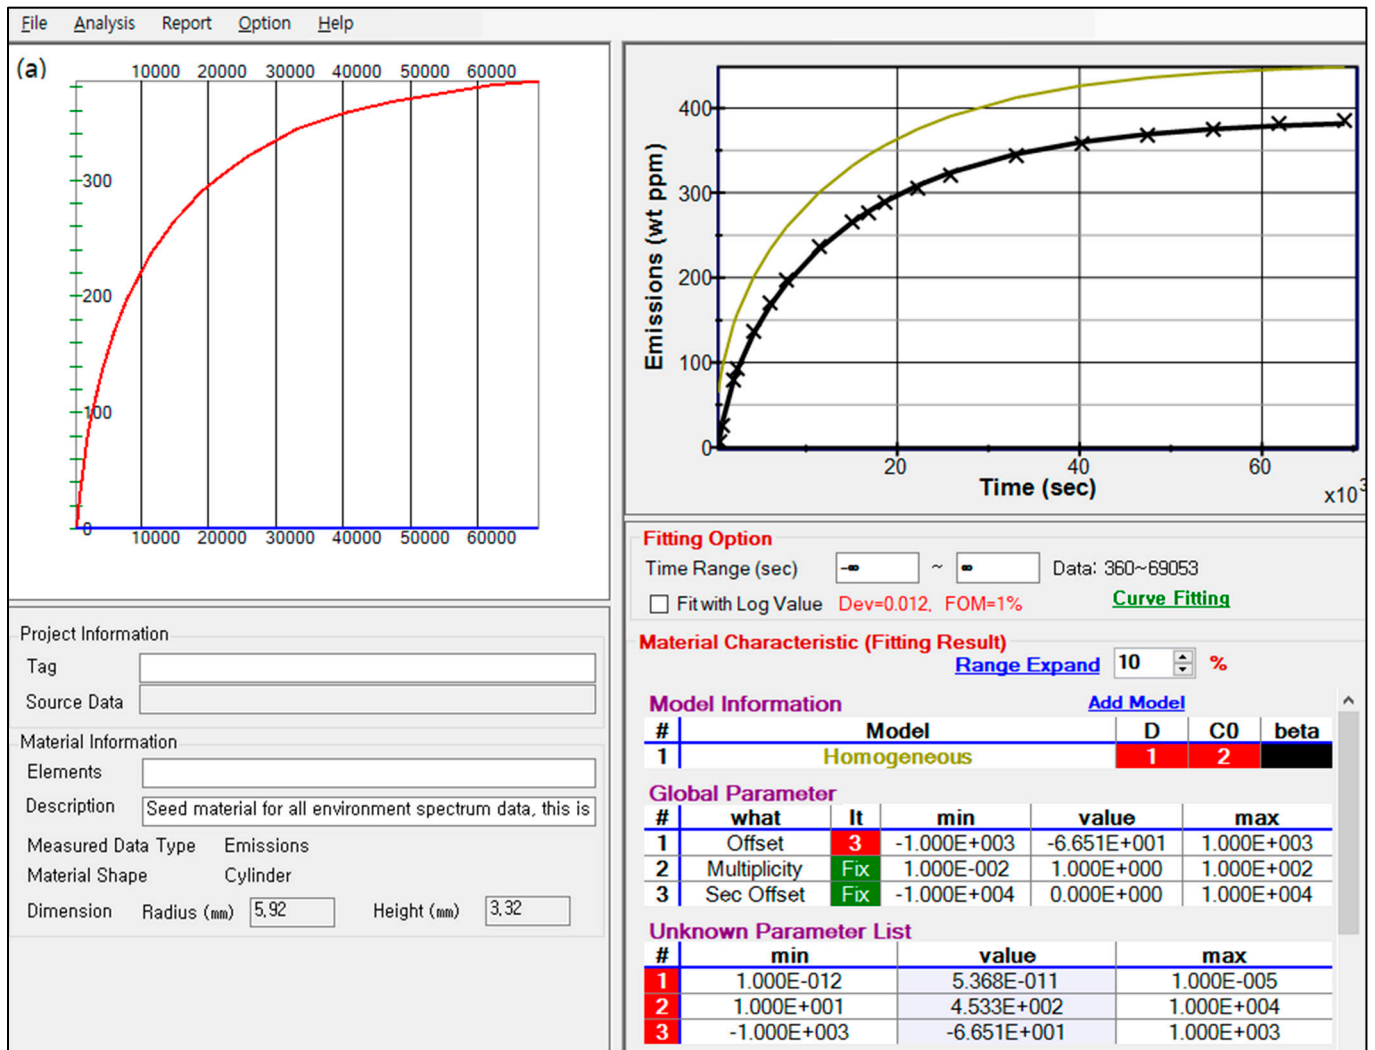 File Analysis Report Option Help
(a)
10000 20000 30000 40000 50000 60000
300
200
100
0
10000 20000 30000 40000 50000 60000
Emissions (wt ppm)
400
300
200
100
0
20 40 60
Time (sec)
x10³
Project Information
Tag
Source Data
Material Information
Elements
Description Seed material for all environment spectrum data, this is
Measured Data Type Emissions
Material Shape Cylinder
Dimension Radius (mm) 5,92 Height (mm) 3,32
Fitting Option
Time Range (sec) -∞ ~ ∞ Data: 360~69053
Fit with Log Value Dev=0.012, FOM=1% Curve Fitting
Material Characteristic (Fitting Result)
Range Expand 10 %
Model Information Add Model
# Model D C0 beta
1 Homogeneous 1 2
Global Parameter
# what It min value max
1 Offset 3 -1.000E+003 -6.651E+001 1.000E+003
2 Multiplicity Fix 1.000E-002 1.000E+000 1.000E+002
3 Sec Offset Fix -1.000E+004 0.000E+000 1.000E+004
Unknown Parameter List
# min value max
1 1.000E-012 5.368E-011 1.000E-005
2 1.000E+001 4.533E+002 1.000E+004
3 -1.000E+003 -6.651E+001 1.000E+003